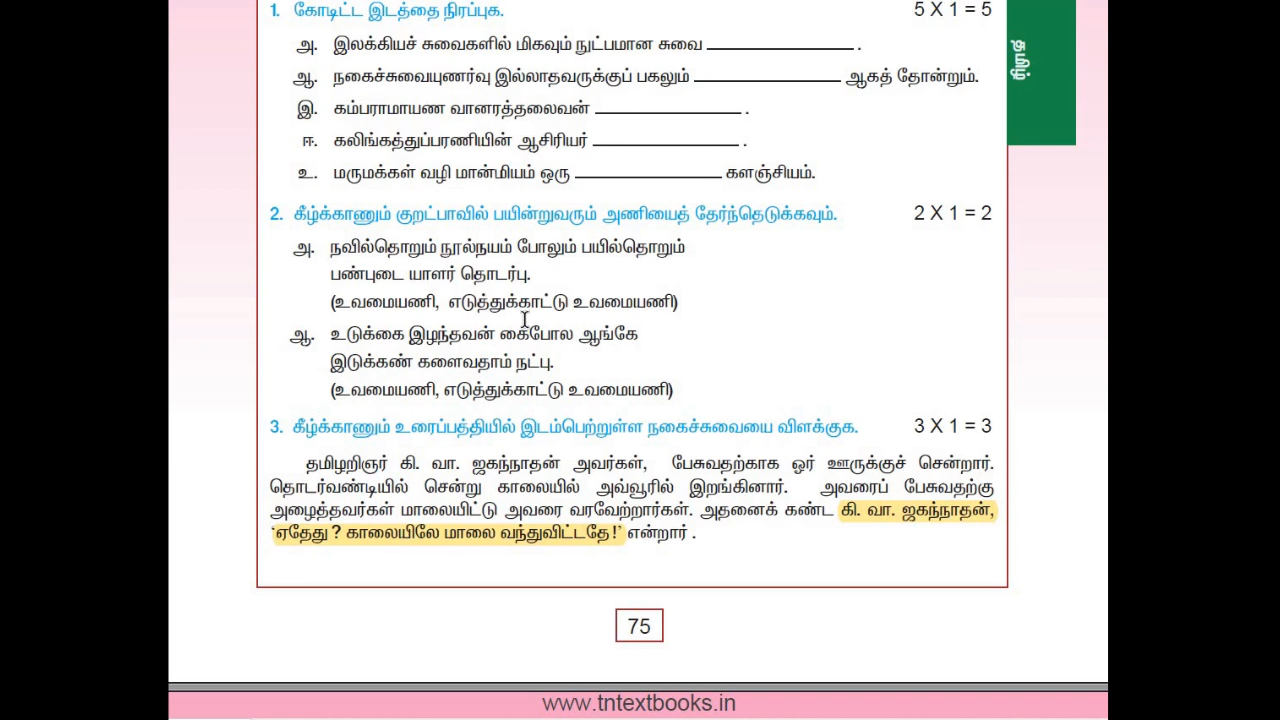 1. கோடிட்ட இடத்தை நிரப்புக. 5 X 1 = 5
அ. இலக்கியச் சுவைகளில் மிகவும் நுட்பமான சுவை ________________ .
ஆ. நகைச்சுவையுணர்வு இல்லாதவருக்குப் பகலும் ________________ ஆகத் தோன்றும்.
இ. கம்பராமாயண வானரத்தலைவன் ________________ .
ஈ. கலிங்கத்துப்பரணியின் ஆசிரியர் ________________ .
உ. மருமக்கள் வழி மான்மியம் ஒரு ________________ களஞ்சியம்.
தமிழ்
2. கீழ்க்காணும் குறட்பாவில் பயின்றுவரும் அணியைத் தேர்ந்தெடுக்கவும். 2 X 1 = 2
அ. நவில்தொறும் நூல்நயம் போலும் பயில்தொறும்
பண்புடை யாளர் தொடர்பு.
(உவமையணி, எடுத்துக்காட்டு உவமையணி)
ஆ. உடுக்கை இழந்தவன் கைபோல ஆங்கே
இடுக்கண் களைவதாம் நட்பு.
(உவமையணி, எடுத்துக்காட்டு உவமையணி)
3. கீழ்க்காணும் உரைப்பத்தியில் இடம்பெற்றுள்ள நகைச்சுவையை விளக்குக. 3 X 1 = 3
தமிழறிஞர் கி. வா. ஜகந்நாதன் அவர்கள், பேசுவதற்காக ஓர் ஊருக்குச் சென்றார்.
தொடர்வண்டியில் சென்று காலையில் அவ்வூரில் இறங்கினார். அவரைப் பேசுவதற்கு
அழைத்தவர்கள் மாலையிட்டு அவரை வரவேற்றார்கள். அதனைக் கண்ட கி. வா. ஜகந்நாதன்,
'ஏதேது ? காலையிலே மாலை வந்துவிட்டதே !' என்றார் .
75
www.tntextbooks.in